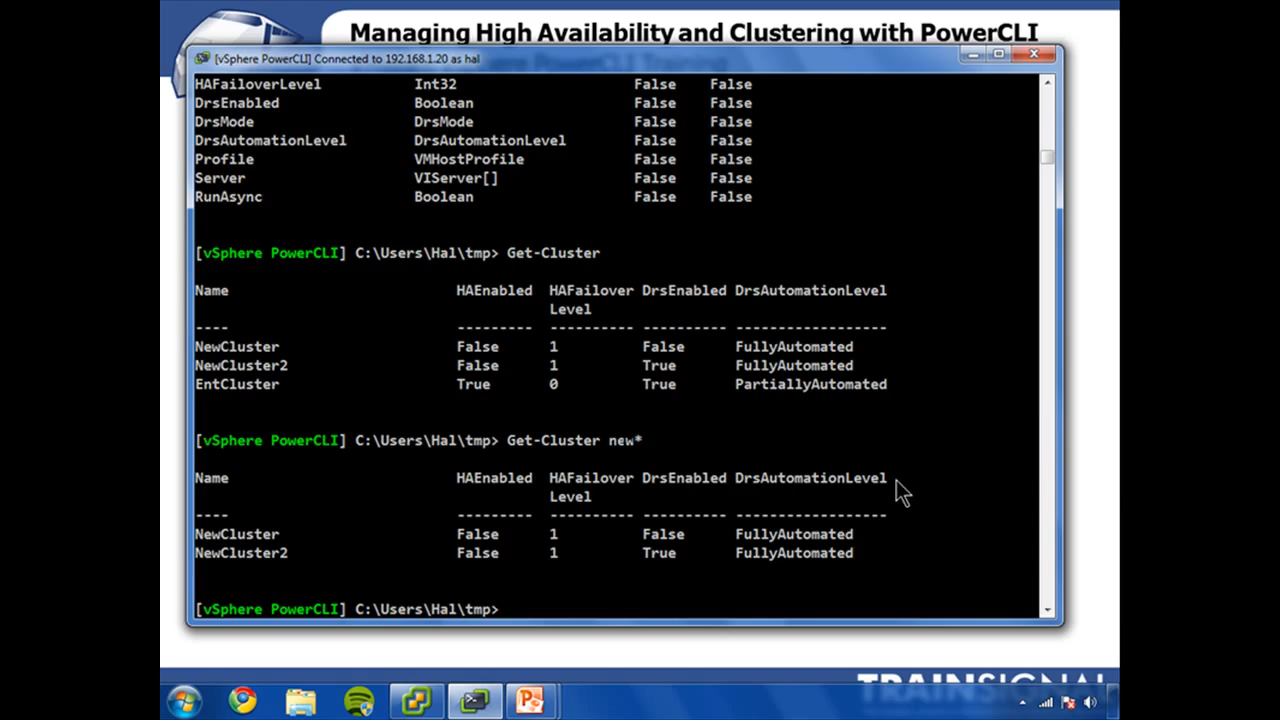 Managing High Availability and Clustering with PowerCLI
[vSphere PowerCLI] Connected to 192.168.1.20 as hal
HAFailoverLevel Int32 False False
DrsEnabled Boolean False False
DrsMode DrsMode False False
DrsAutomationLevel DrsAutomationLevel False False
Profile VMHostProfile False False
Server VIServer[] False False
RunAsync Boolean False False
[vSphere PowerCLI] C:\Users\Hal\tmp> Get-Cluster
Name HAEnabled HAFailover DrsEnabled DrsAutomationLevel
Level
---- --------- ---------- ---------- ------------------
NewCluster False 1 False FullyAutomated
NewCluster2 False 1 True FullyAutomated
EntCluster True 0 True PartiallyAutomated
[vSphere PowerCLI] C:\Users\Hal\tmp> Get-Cluster new*
Name HAEnabled HAFailover DrsEnabled DrsAutomationLevel
Level
---- --------- ---------- ---------- ------------------
NewCluster False 1 False FullyAutomated
NewCluster2 False 1 True FullyAutomated
[vSphere PowerCLI] C:\Users\Hal\tmp>
TRAINSIGNAL